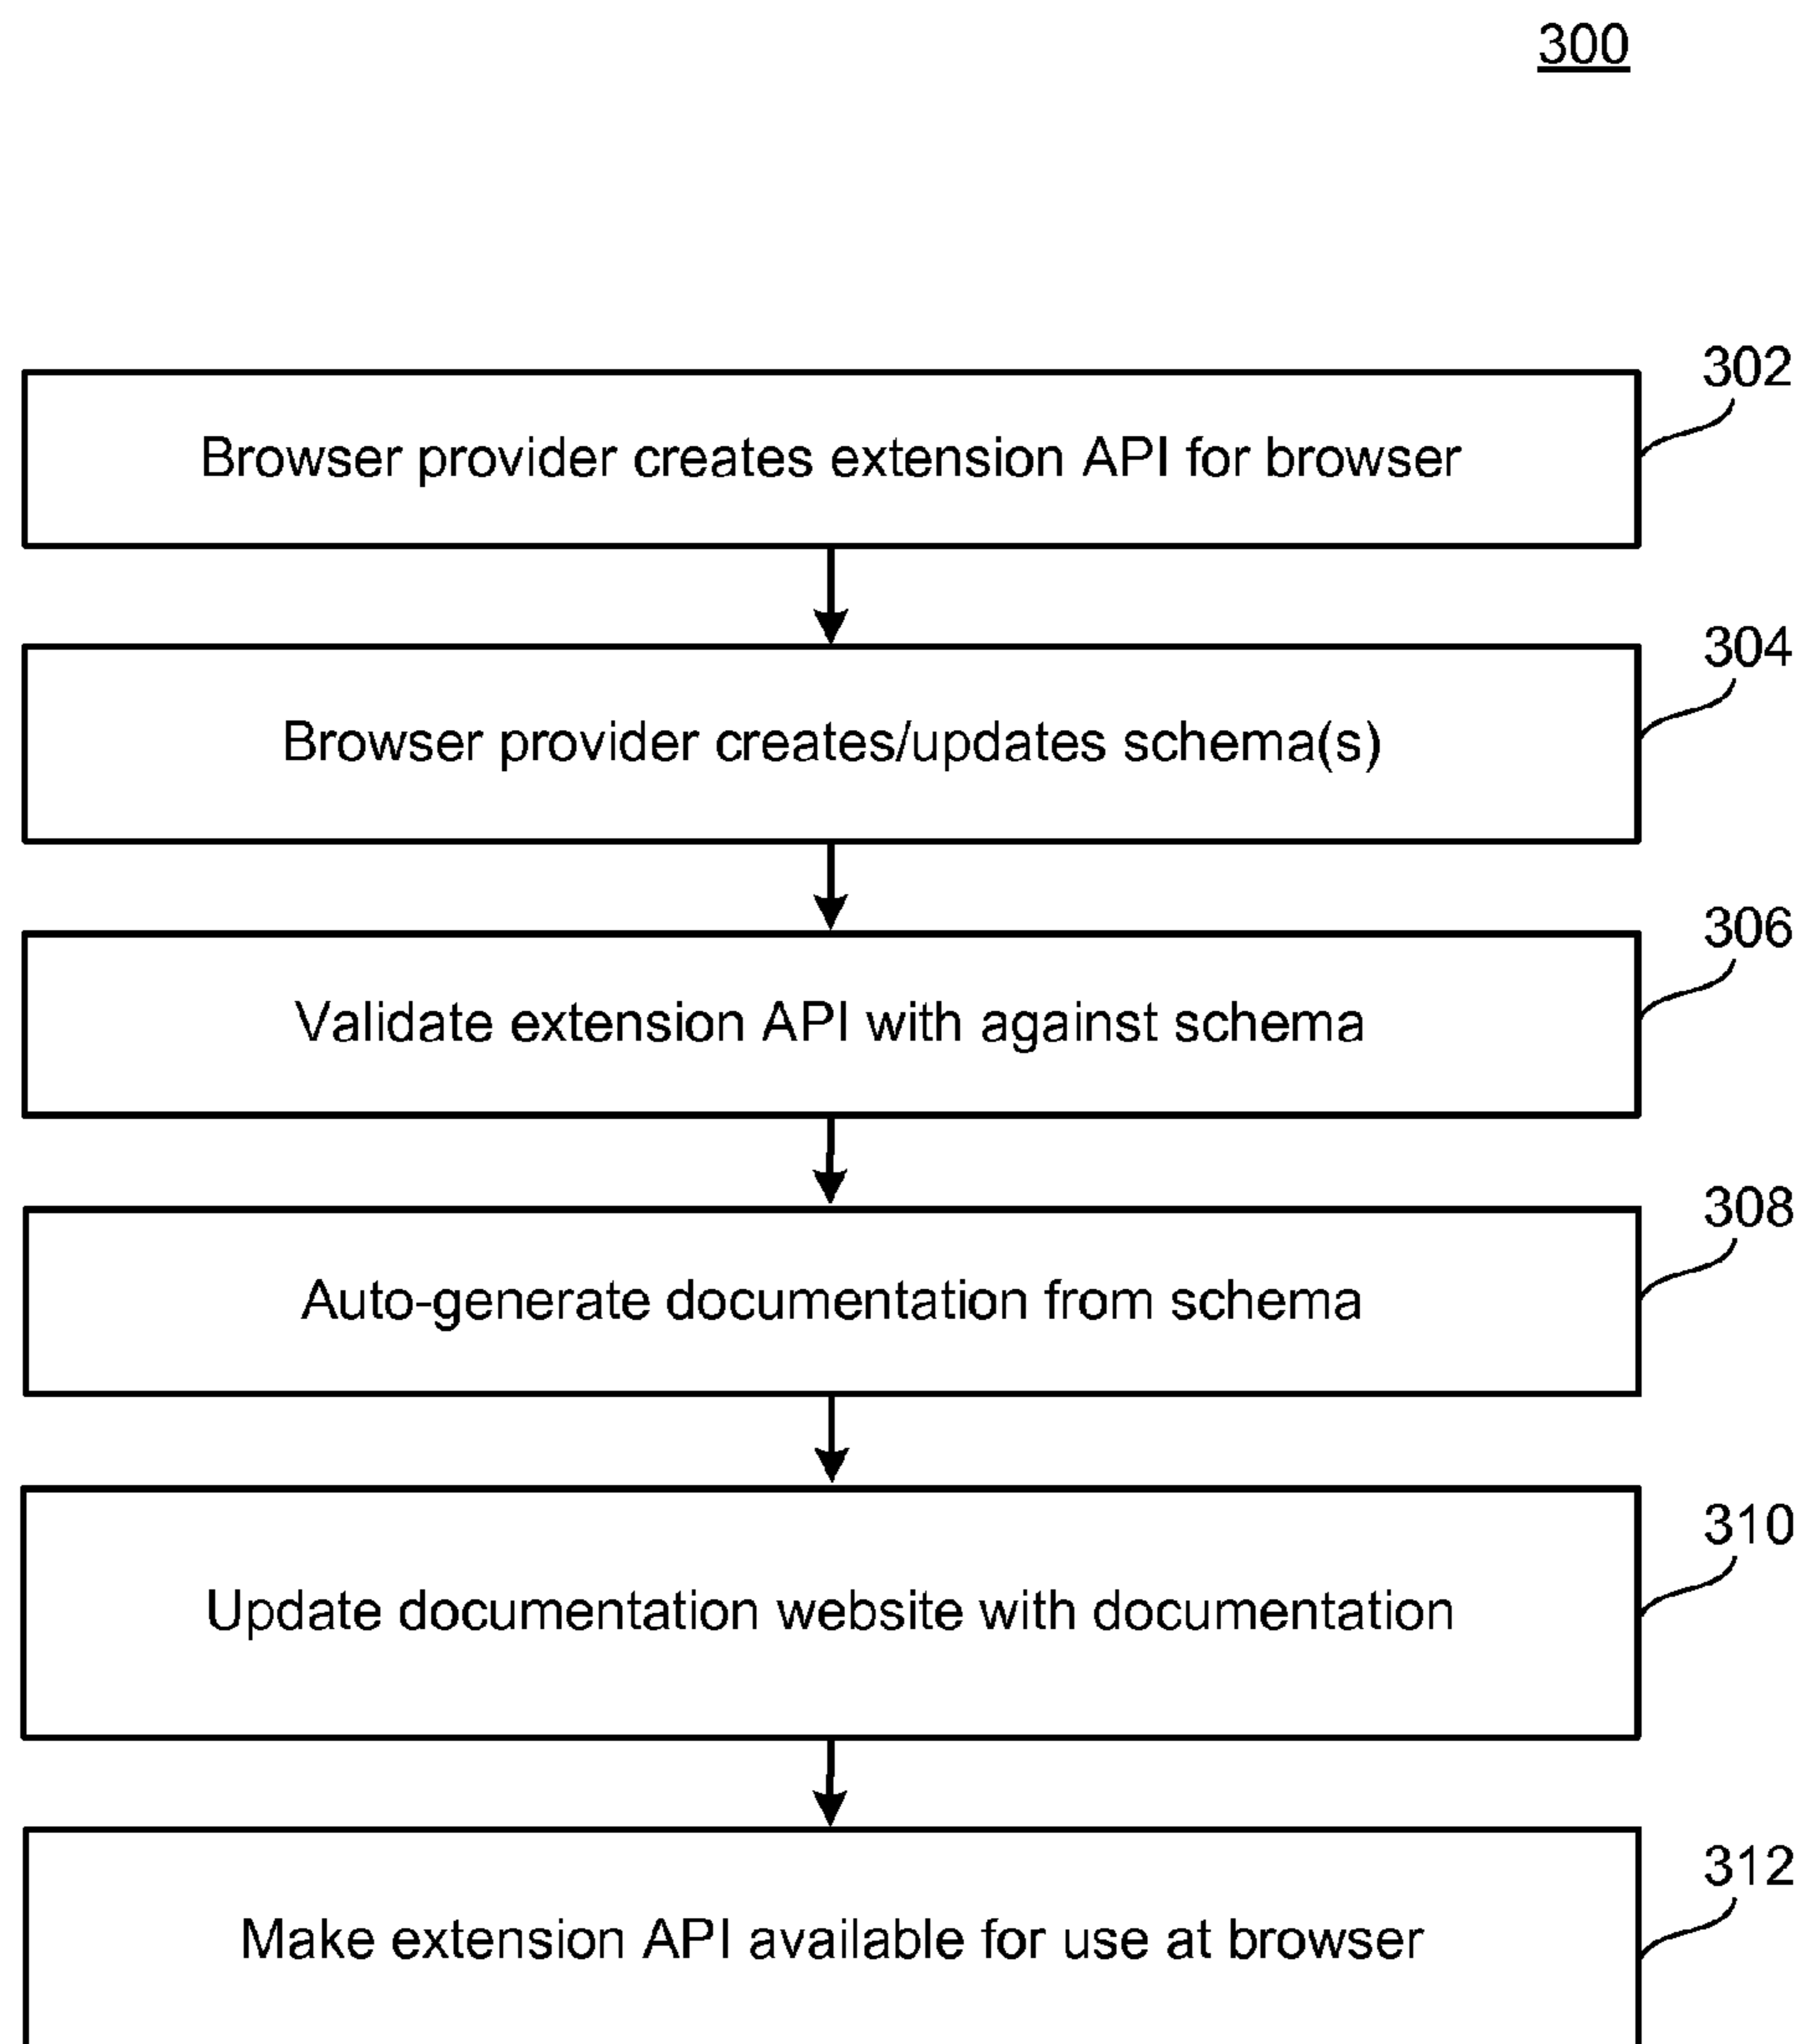 300
302
Browser provider creates extension API for browser
304
Browser provider creates/updates schema(s)
306
Validate extension API with against schema
308
Auto-generate documentation from schema
310
Update documentation website with documentation
312
Make extension API available for use at browser